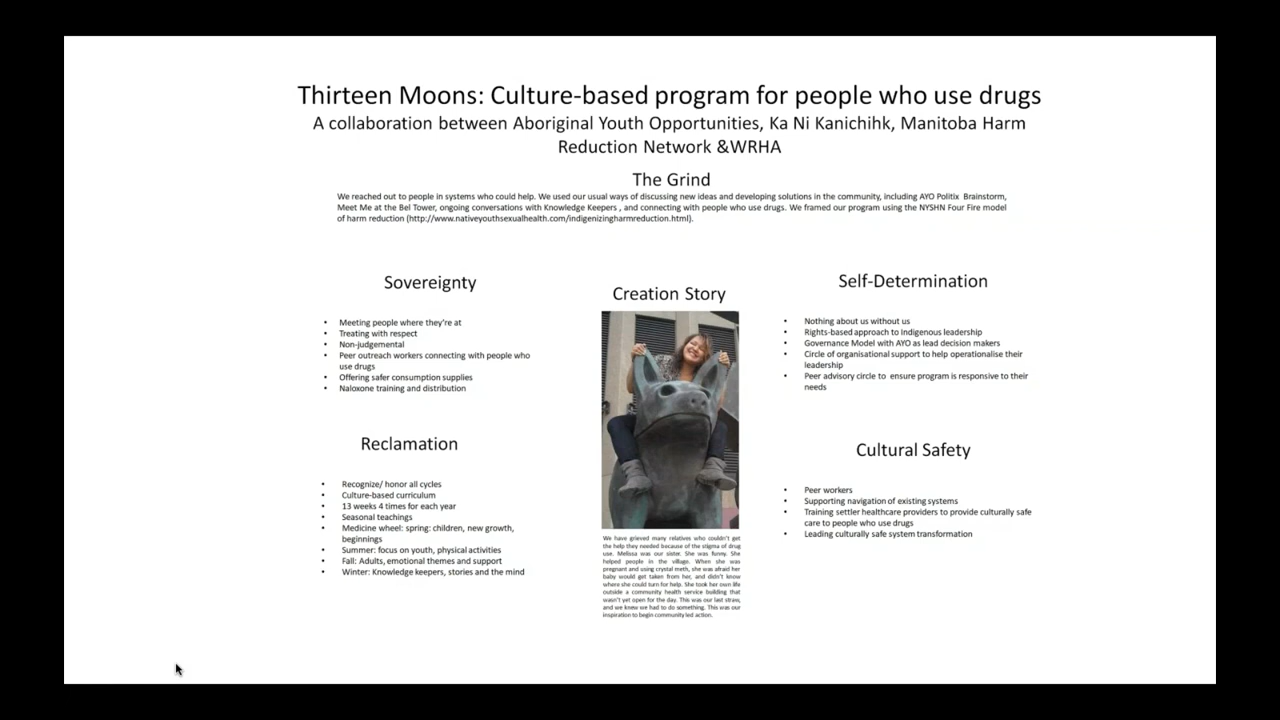 Thirteen Moons: Culture-based program for people who use drugs
A collaboration between Aboriginal Youth Opportunities, Ka Ni Kanichihk, Manitoba Harm
Reduction Network &WRHA
The Grind
We reached out to people in systems who could help. We used our usual ways of discussing new ideas and developing solutions in the community, including AYO Politix Brainstorm,
Meet Me at the Bel Tower, ongoing conversations with Knowledge Keepers , and connecting with people who use drugs. We framed our program using the NYSHN Four Fire model
of harm reduction (http://www.nativeyouthsexualhealth.com/indigenizingharmreduction.html).
Sovereignty
• Meeting people where they're at
• Treating with respect
• Non-judgemental
• Peer outreach workers connecting with people who
use drugs
• Offering safer consumption supplies
• Naloxone training and distribution
Reclamation
• Recognize/ honor all cycles
• Culture-based curriculum
• 13 weeks 4 times for each year
• Seasonal teachings
• Medicine wheel: spring: children, new growth,
beginnings
• Summer: focus on youth, physical activities
• Fall: Adults, emotional themes and support
• Winter: Knowledge keepers, stories and the mind
Creation Story
We have grieved many relatives who couldn't get
the help they needed because of the stigma of drug
use. Melissa was our sister. She was funny. She
helped people in the village. When she was
pregnant and using crystal meth, she was afraid her
baby would get taken from her, and didn't know
where she could turn for help. She took her own life
outside a community health service building that
wasn't yet open for the day. This was our last straw,
and we knew we had to do something. This was our
inspiration to begin community led action.
Self-Determination
• Nothing about us without us
• Rights-based approach to Indigenous leadership
• Governance Model with AYO as lead decision makers
• Circle of organisational support to help operationalise their
leadership
• Peer advisory circle to ensure program is responsive to their
needs
Cultural Safety
• Peer workers
• Supporting navigation of existing systems
• Training settler healthcare providers to provide culturally safe
care to people who use drugs
• Leading culturally safe system transformation